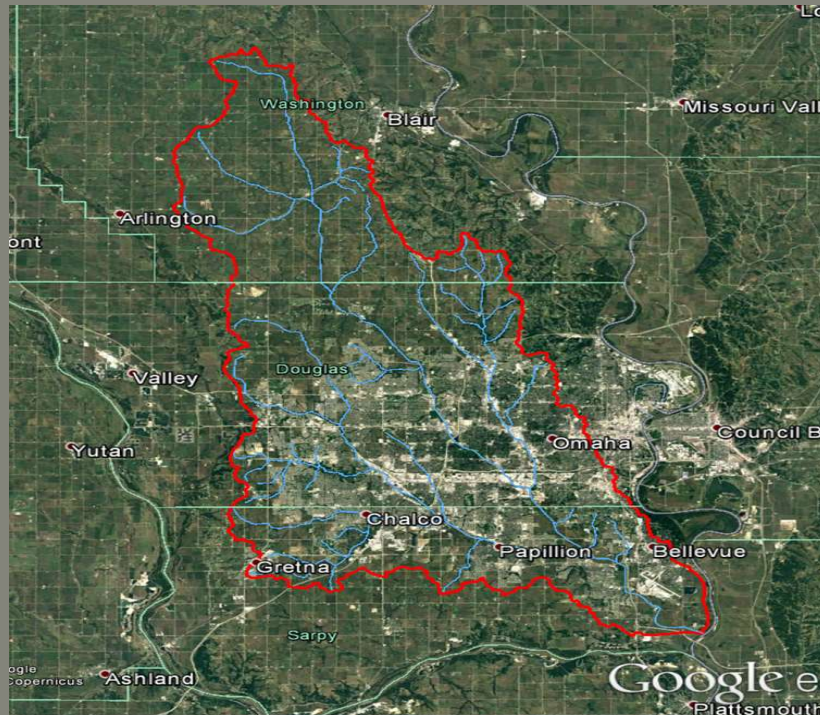 Lo
Washington
Missouri Vall
Blair
Arlington
ont
Valley
Douglas
Omaha
Council B
Yutan
Chalco
Papillion
Bellevue
Gretna
Sarpy
ogle
Copernicus
Ashland
Google e
Plattsmouth